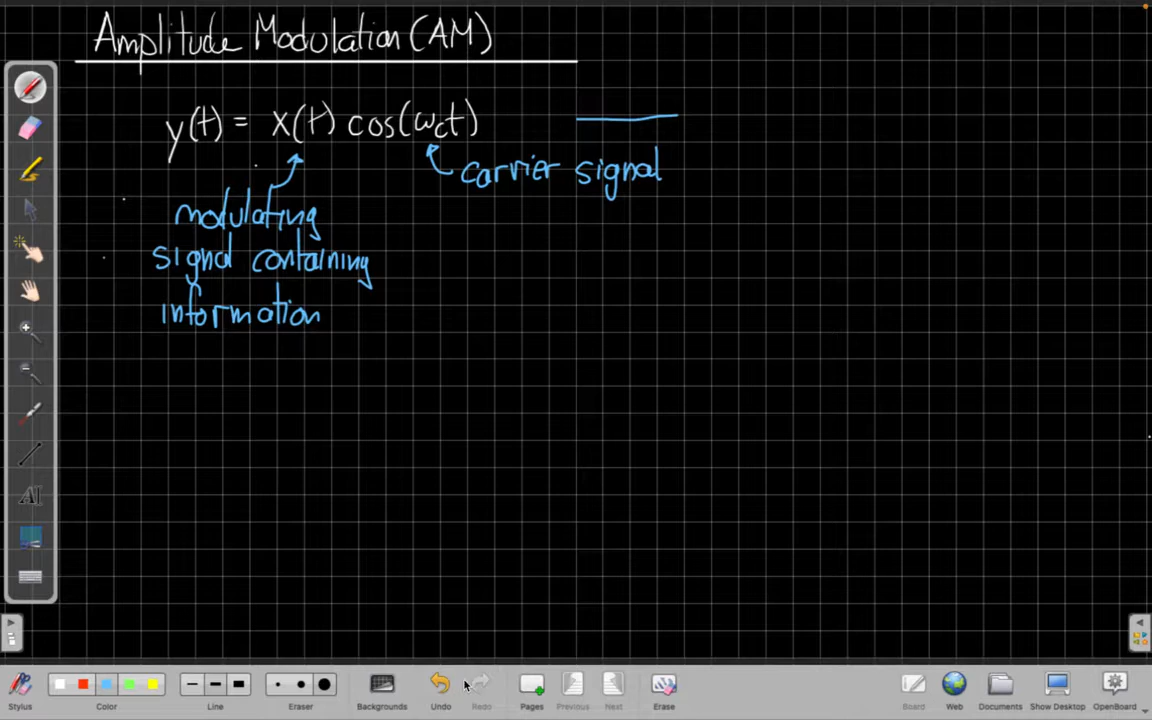 Amplitude Modulation (AM)
y(t) = x(t) cos(ωct)
carrier signal
modulating
signal containing
information
Stylus
Color
Line
Eraser
Backgrounds
Undo
Redo
Pages
Previous
Next
Erase
Board
Web
Documents
Show Desktop
OpenBoard